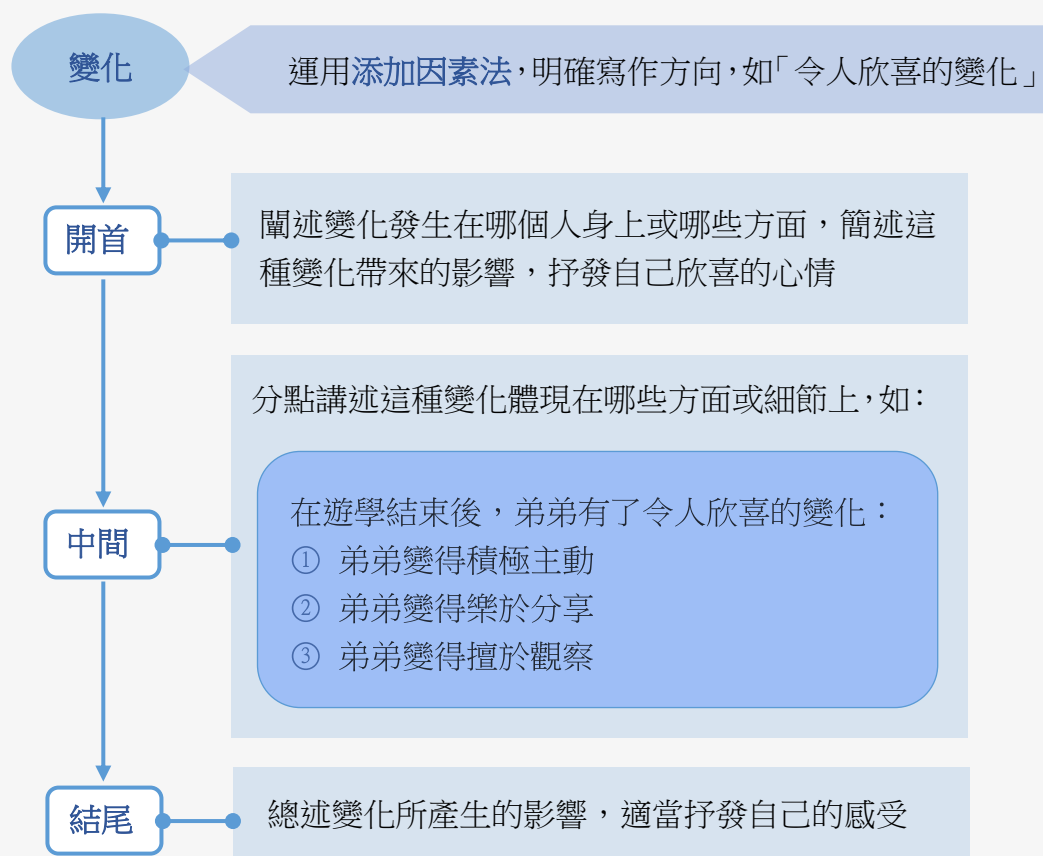 變化
運用添加因素法，明確寫作方向，如「令人欣喜的變化」
開首
闡述變化發生在哪個人身上或哪些方面，簡述這
種變化帶來的影響，抒發自己欣喜的心情
中間
分點講述這種變化體現在哪些方面或細節上，如：
在遊學結束後，弟弟有了令人欣喜的變化：
① 弟弟變得積極主動
② 弟弟變得樂於分享
③ 弟弟變得擅於觀察
結尾
總述變化所產生的影響，適當抒發自己的感受